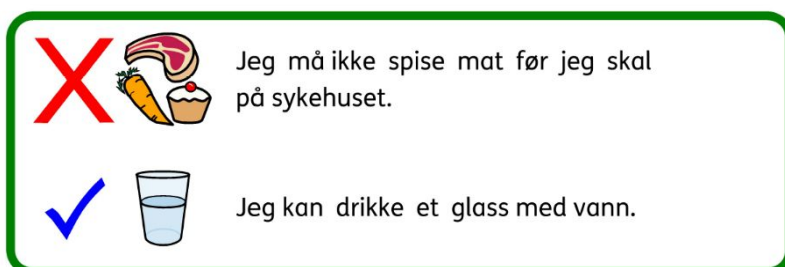 Jeg må ikke spise mat før jeg skal
på sykehuset.
Jeg kan drikke et glass med vann.